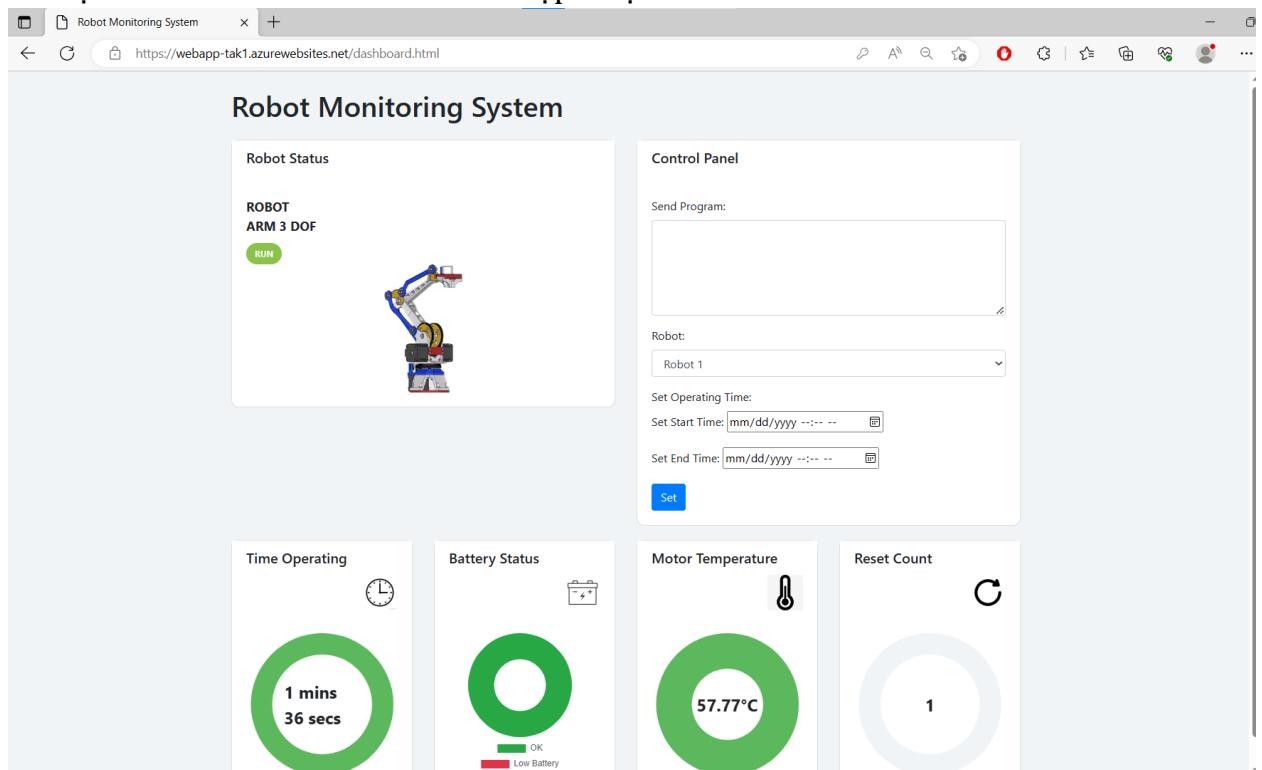 Robot Monitoring System
https://webapp-tak1.azurewebsites.net/dashboard.html
Robot Monitoring System
Robot Status
ROBOT
ARM 3 DOF
RUN
Control Panel
Send Program:
Robot:
Robot 1
Set Operating Time:
Set Start Time: mm/dd/yyyy --:-- --
Set End Time: mm/dd/yyyy --:-- --
Set
Time Operating
1 mins
36 secs
Battery Status
OK
Low Battery
Motor Temperature
57.77°C
Reset Count
1